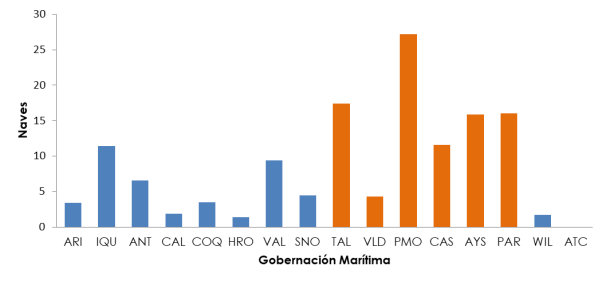 30
25
20
15
10
5
0
Naves
ARI IQU ANT CAL COQ HRO VAL SNO TAL VLD PMO CAS AYS PAR WIL ATC
Gobernación Marítima